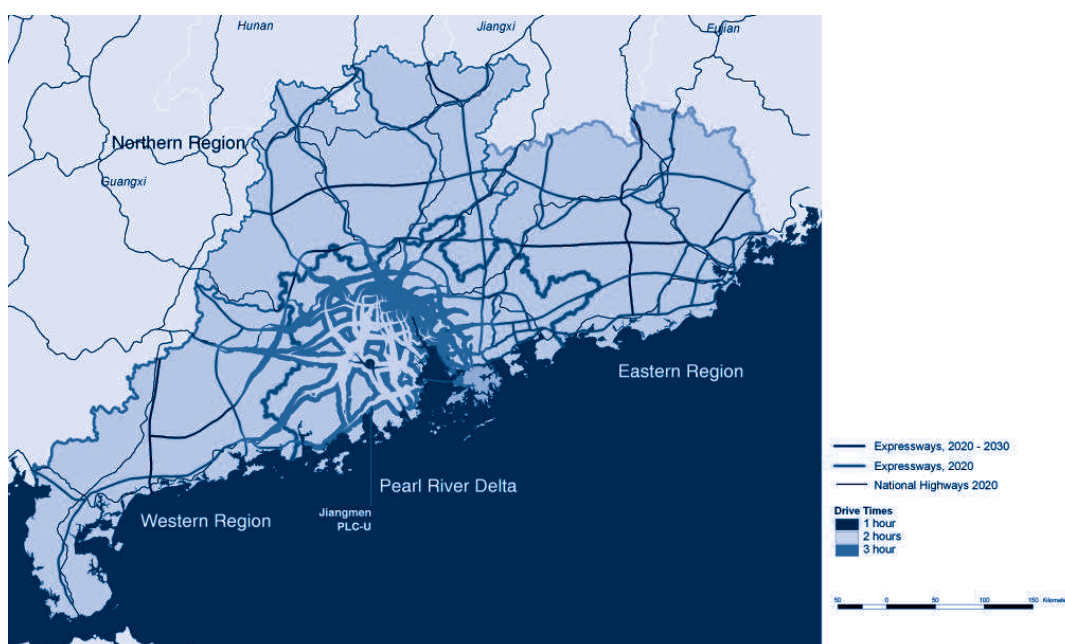 Hunan
Jiangxi
Fujian
Northern Region
Guangxi
Eastern Region
Pearl River Delta
Jiangmen
PLC-U
Western Region
Expressways, 2020 - 2030
Expressways, 2020
National Highways 2020
Drive Times
1 hour
2 hours
3 hour
50 0 50 100 150 Kilomete